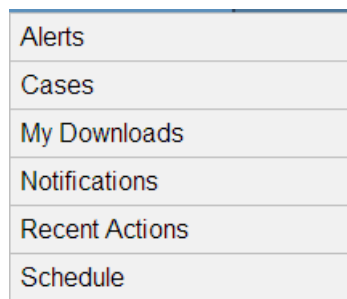 Alerts
Cases
My Downloads
Notifications
Recent Actions
Schedule